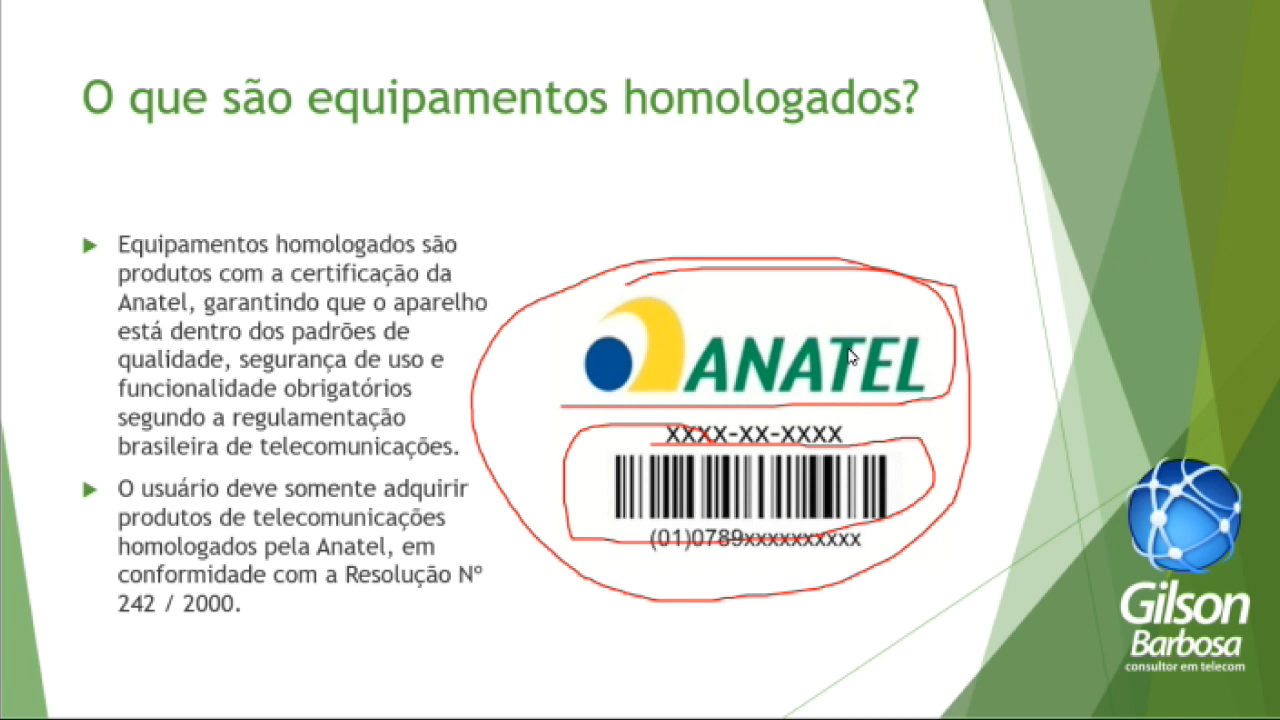 O que são equipamentos homologados?
Equipamentos homologados são
produtos com a certificação da
Anatel, garantindo que o aparelho
está dentro dos padrões de
qualidade, segurança de uso e
funcionalidade obrigatórios
segundo a regulamentação
brasileira de telecomunicações.
O usuário deve somente adquirir
produtos de telecomunicações
homologados pela Anatel, em
conformidade com a Resolução Nº
242 / 2000.
ANATEL
XXXX-XX-XXXX
(01)0789xxxxxxxxxx
Gilson
Barbosa
consultor em telecom